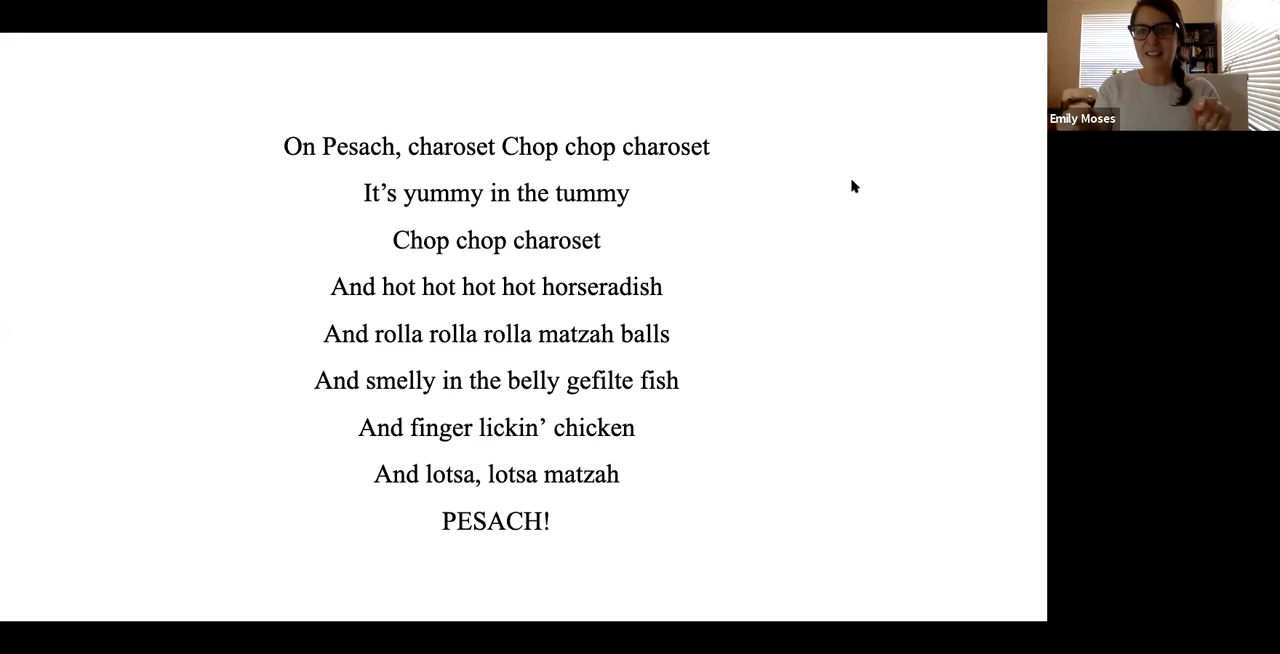 On Pesach, charoset Chop chop charoset
It’s yummy in the tummy
Chop chop charoset
And hot hot hot hot horseradish
And rolla rolla rolla matzah balls
And smelly in the belly gefilte fish
And finger lickin’ chicken
And lotsa, lotsa matzah
PESACH!
Emily Moses